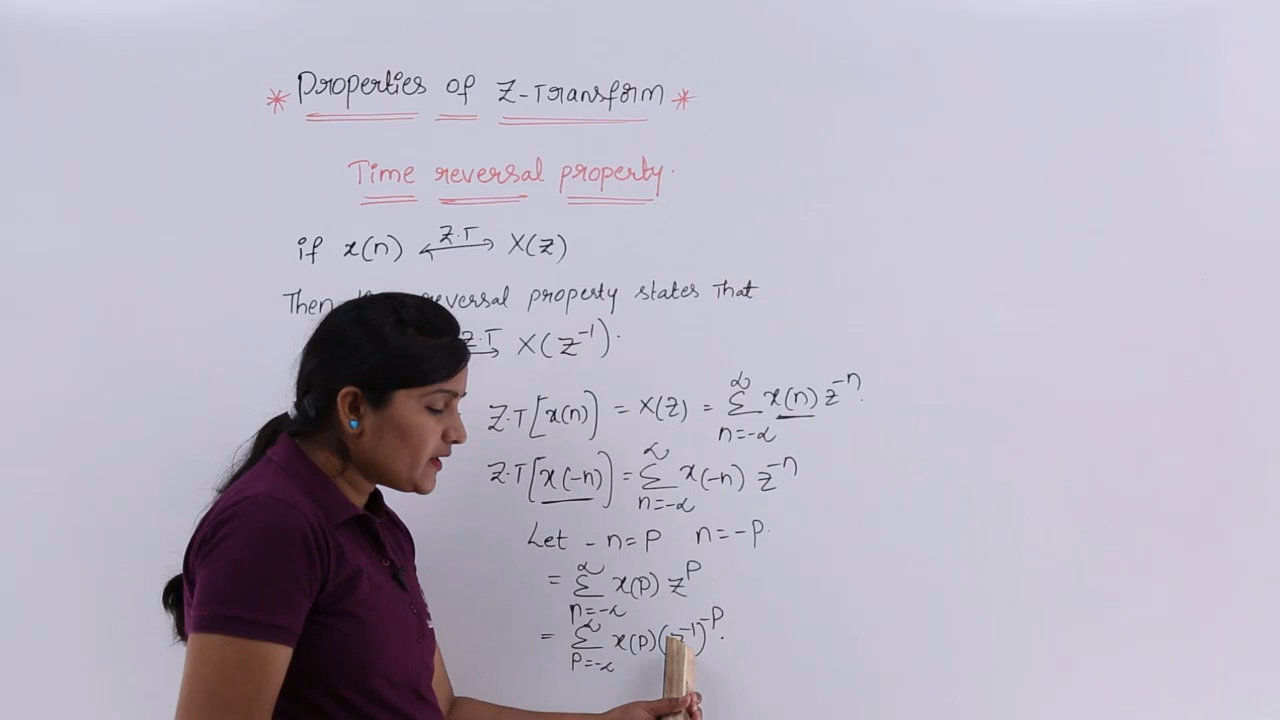 * Properties of Z-Transform *
Time reversal property.
if x(n) <--Z.T--> X(z)
Then reversal property states that
Z.T--> X(z⁻¹).
Z.T[x(n)] = X(z) = ∑_{n=-∞}^{∞} x(n) z⁻ⁿ.
Z.T[x(-n)] = ∑_{n=-∞}^{∞} x(-n) z⁻ⁿ
Let -n=p n=-p.
= ∑_{n=-∞}^{∞} x(p) z^p
= ∑_{p=-∞}^{∞} x(p)(z⁻¹)^{-p}.